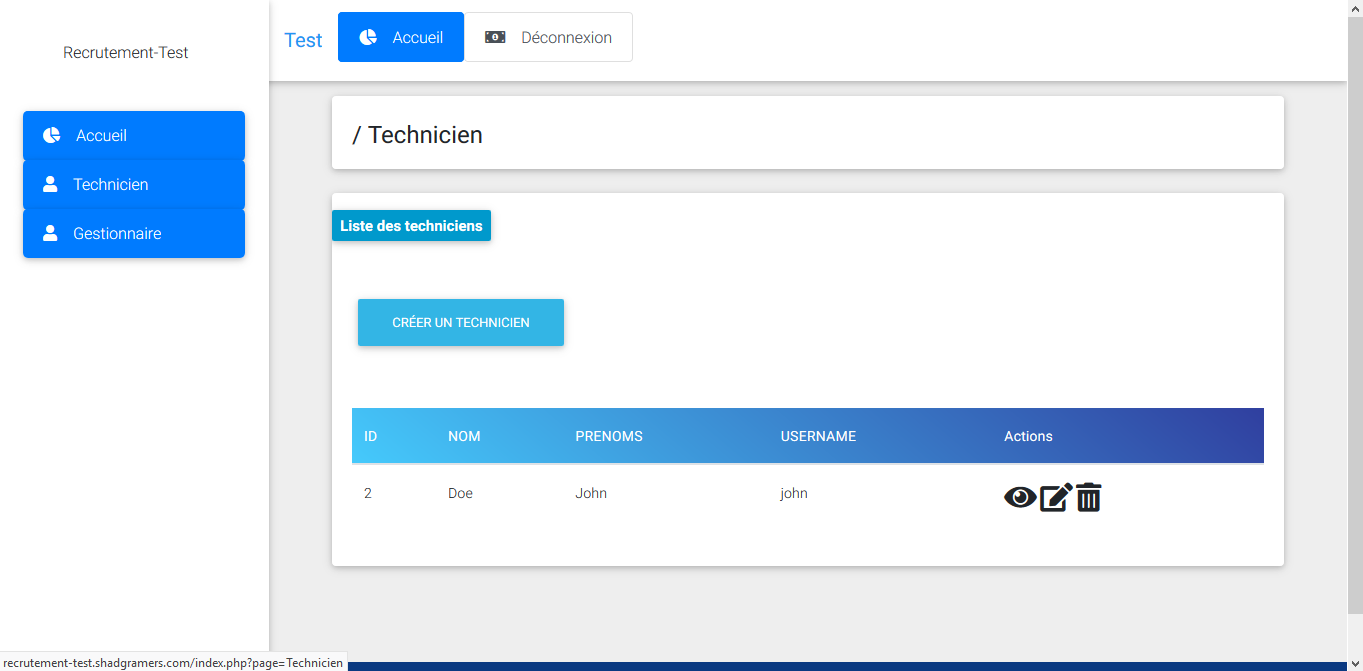 Recrutement-Test
Accueil
Technicien
Gestionnaire
Test
Accueil
Déconnexion
/ Technicien
Liste des techniciens
CRÉER UN TECHNICIEN
ID NOM PRENOMS USERNAME Actions
2 Doe John john
recrutement-test.shadgramers.com/index.php?page=Technicien